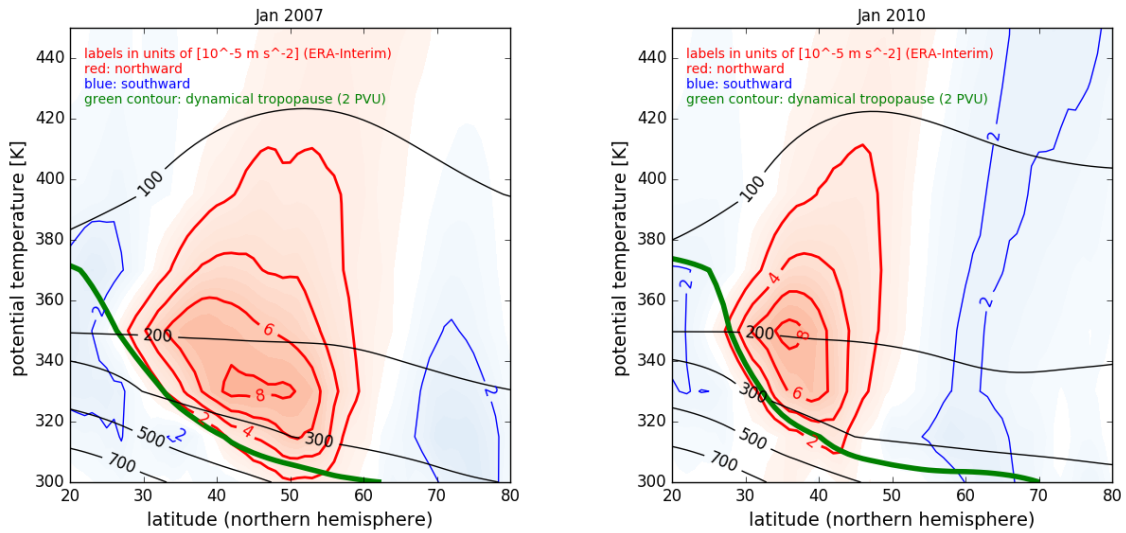 Jan 2007
labels in units of [10^-5 m s^-2] (ERA-Interim)
red: northward
blue: southward
green contour: dynamical tropopause (2 PVU)
potential temperature [K]
440
420
400
380
360
340
320
300
100
200
300
500
700
2
2
2
2
4
6
8
20 30 40 50 60 70 80
latitude (northern hemisphere)
Jan 2010
labels in units of [10^-5 m s^-2] (ERA-Interim)
red: northward
blue: southward
green contour: dynamical tropopause (2 PVU)
potential temperature [K]
440
420
400
380
360
340
320
300
100
200
300
500
700
2
2
2
2
4
6
8
20 30 40 50 60 70 80
latitude (northern hemisphere)